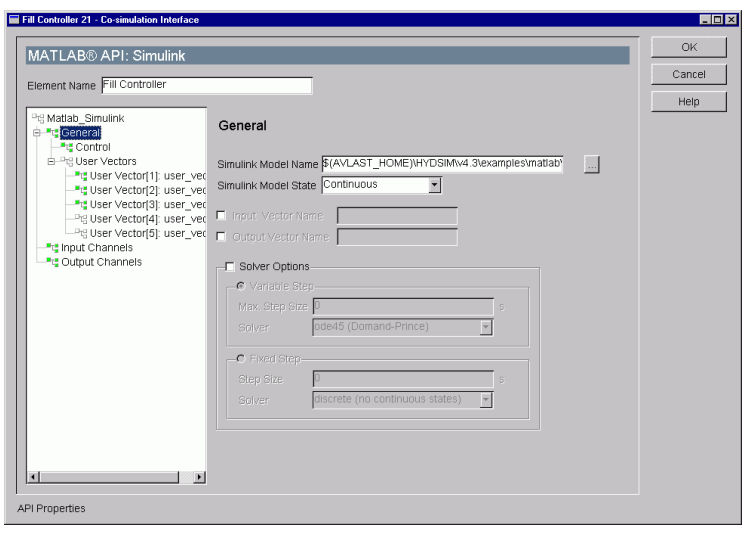 Fill Controller 21 - Co-simulation Interface
MATLAB® API: Simulink
OK
Cancel
Help
Element Name Fill Controller
Matlab_Simulink
General
Control
User Vectors
User Vector[1]: user_vec
User Vector[2]: user_vec
User Vector[3]: user_vec
User Vector[4]: user_vec
User Vector[5]: user_vec
Input Channels
Output Channels
General
Simulink Model Name $(AVLAST_HOME)\HYDSIM\v4.3\examples\matlab\
...
Simulink Model State Continuous
Input Vector Name
Output Vector Name
Solver Options
Variable Step
Max. Step Size 0 s
Solver ode45 (Domand-Prince)
Fixed Step
Step Size 0 s
Solver discrete (no continuous states)
API Properties